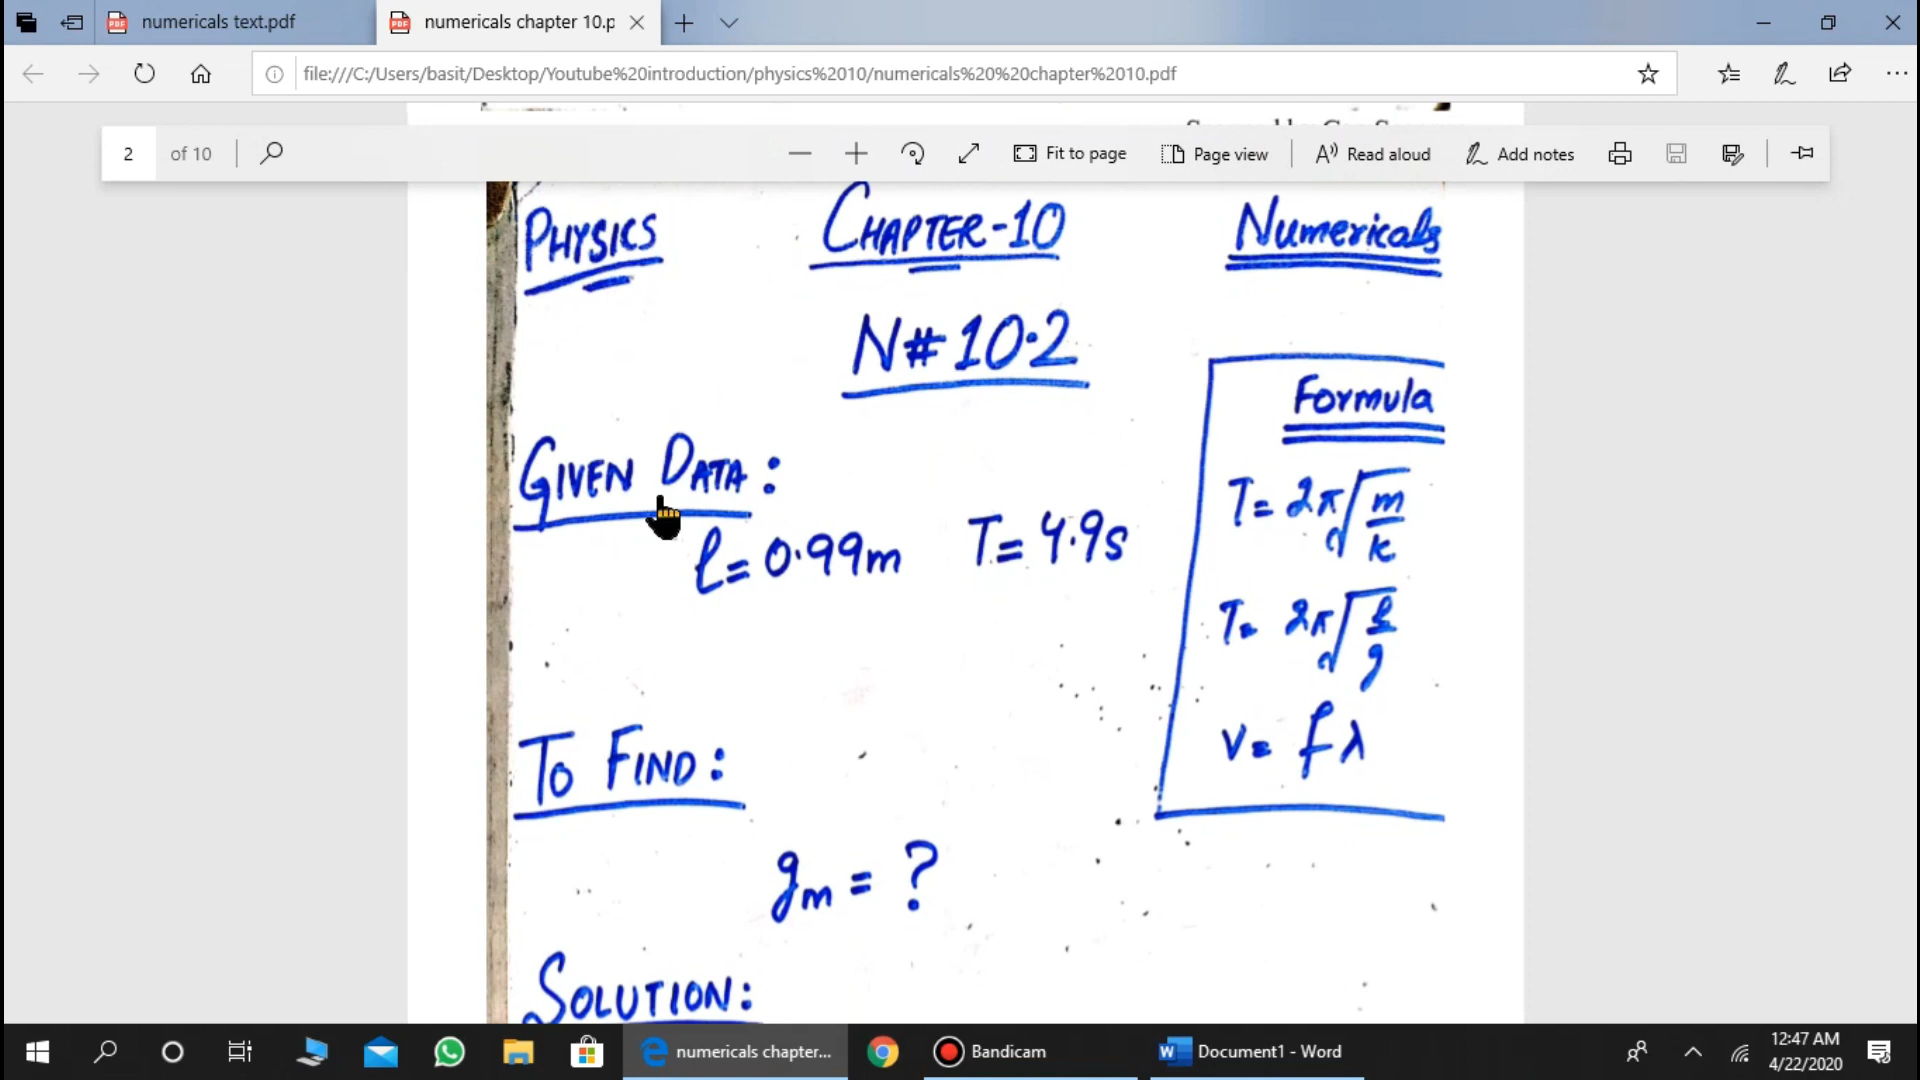 numericals text.pdf
numericals chapter 10.p
file:///C:/Users/basit/Desktop/Youtube%20introduction/physics%2010/numericals%20%20chapter%2010.pdf
2 of 10
Fit to page
Page view
Read aloud
Add notes
PHYSICS CHAPTER-10 Numericals
N# 10.2
Formula
GIVEN DATA:
T= 2π√m/k
l= 0.99m T= 4.9s
T= 2π√l/g
v= fλ
TO FIND:
gm = ?
SOLUTION:
numericals chapter...
Bandicam
Document1 - Word
12:47 AM
4/22/2020